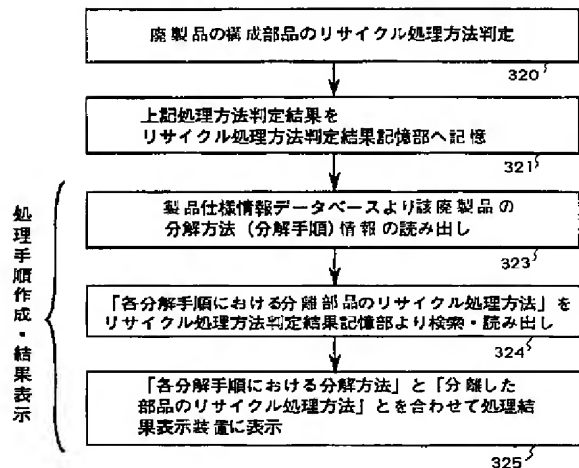 廃製品の構成部品のリサイクル処理方法判定
320
上記処理方法判定結果を
リサイクル処理方法判定結果記憶部へ記憶
321
処理手順作成・結果表示
製品仕様情報データベースより該廃製品の
分解方法（分解手順）情報の読み出し
323
「各分解手順における分離部品のリサイクル処理方法」を
リサイクル処理方法判定結果記憶部より検索・読み出し
324
「各分解手順における分解方法」と「分離した
部品のリサイクル処理方法」とを合わせて処理結
果表示装置に表示
325